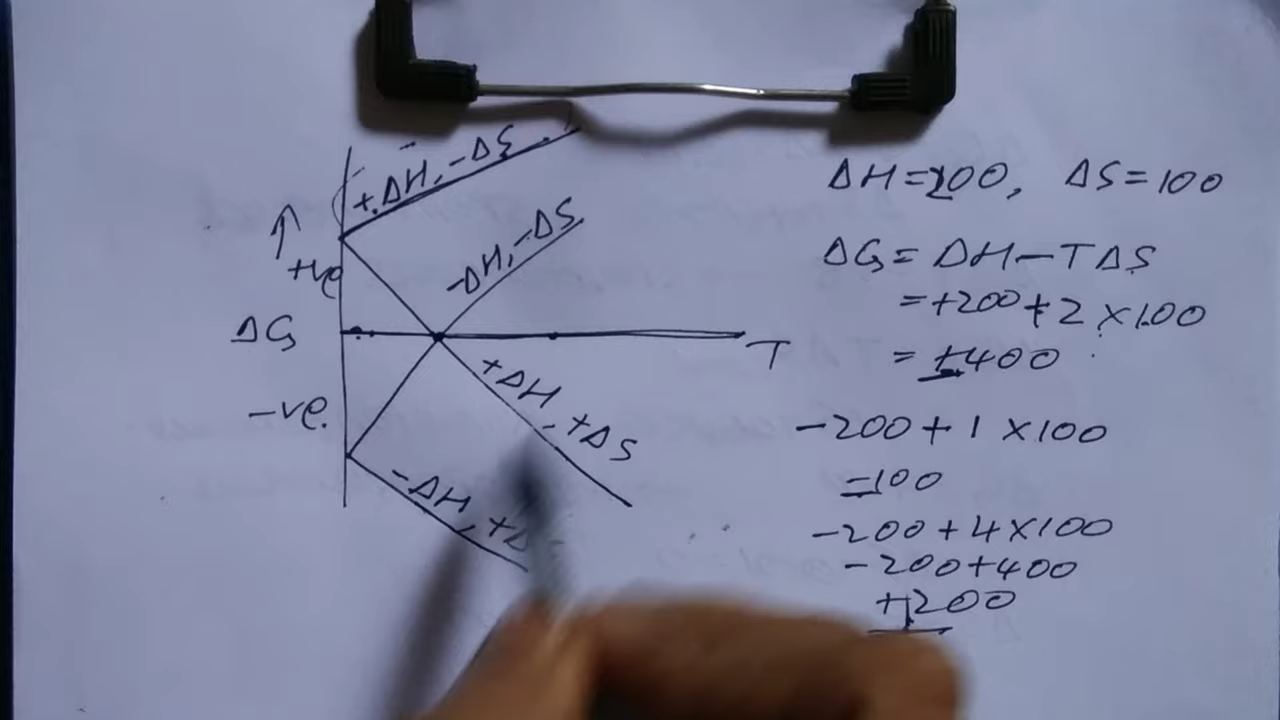 +ΔH, -ΔS
-ΔH, -ΔS
+ve
ΔG
T
-ve.
+ΔH, +ΔS
-ΔH, +Δ
ΔH=200, ΔS=100
ΔG= ΔH-TΔS
=+200+2×100
=+400
-200+1×100
=100
-200+4×100
-200+400
+200